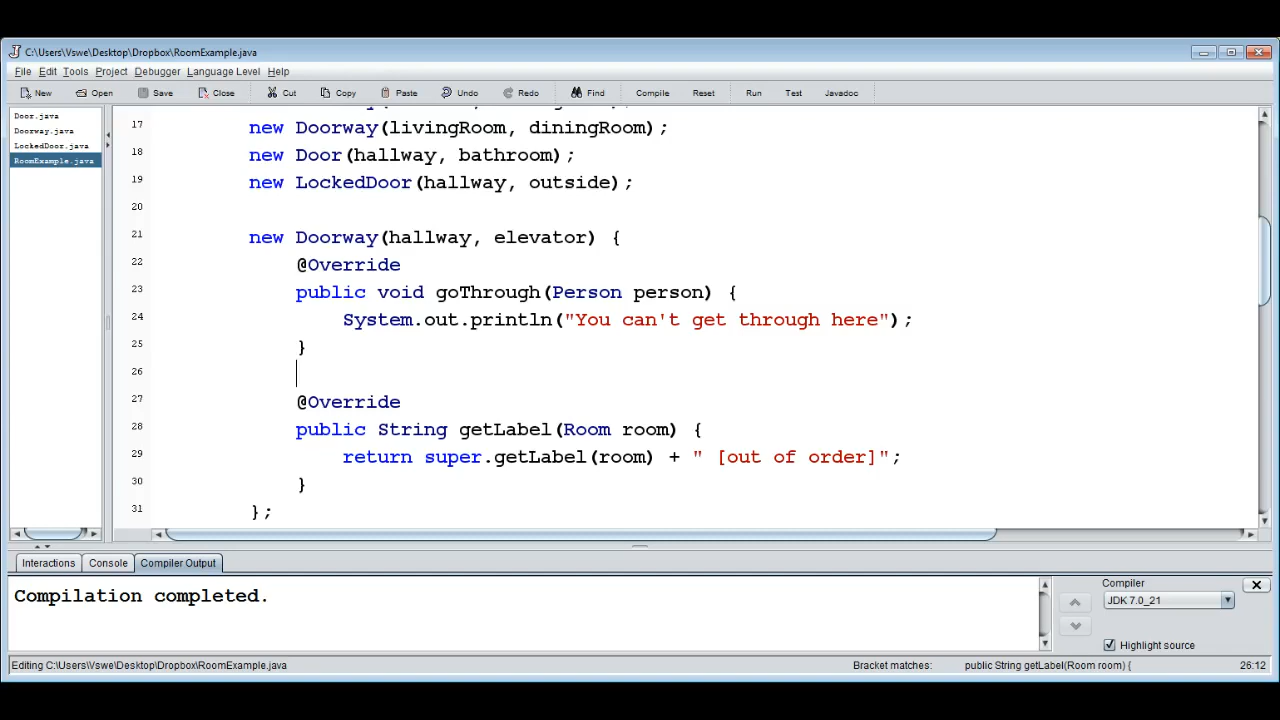 C:\Users\Vswe\Desktop\Dropbox\RoomExample.java
File Edit Tools Project Debugger Language Level Help
New Open Save Close Cut Copy Paste Undo Redo Find Compile Reset Run Test Javadoc
Door.java
Doorway.java
LockedDoor.java
RoomExample.java
17 new Doorway(livingRoom, diningRoom);
18 new Door(hallway, bathroom);
19 new LockedDoor(hallway, outside);
20
21 new Doorway(hallway, elevator) {
22 @Override
23 public void goThrough(Person person) {
24 System.out.println("You can't get through here");
25 }
26
27 @Override
28 public String getLabel(Room room) {
29 return super.getLabel(room) + " [out of order]";
30 }
31 };
Interactions Console Compiler Output
Compilation completed.
Compiler
JDK 7.0_21
Highlight source
Editing C:\Users\Vswe\Desktop\Dropbox\RoomExample.java Bracket matches: public String getLabel(Room room) { 26:12